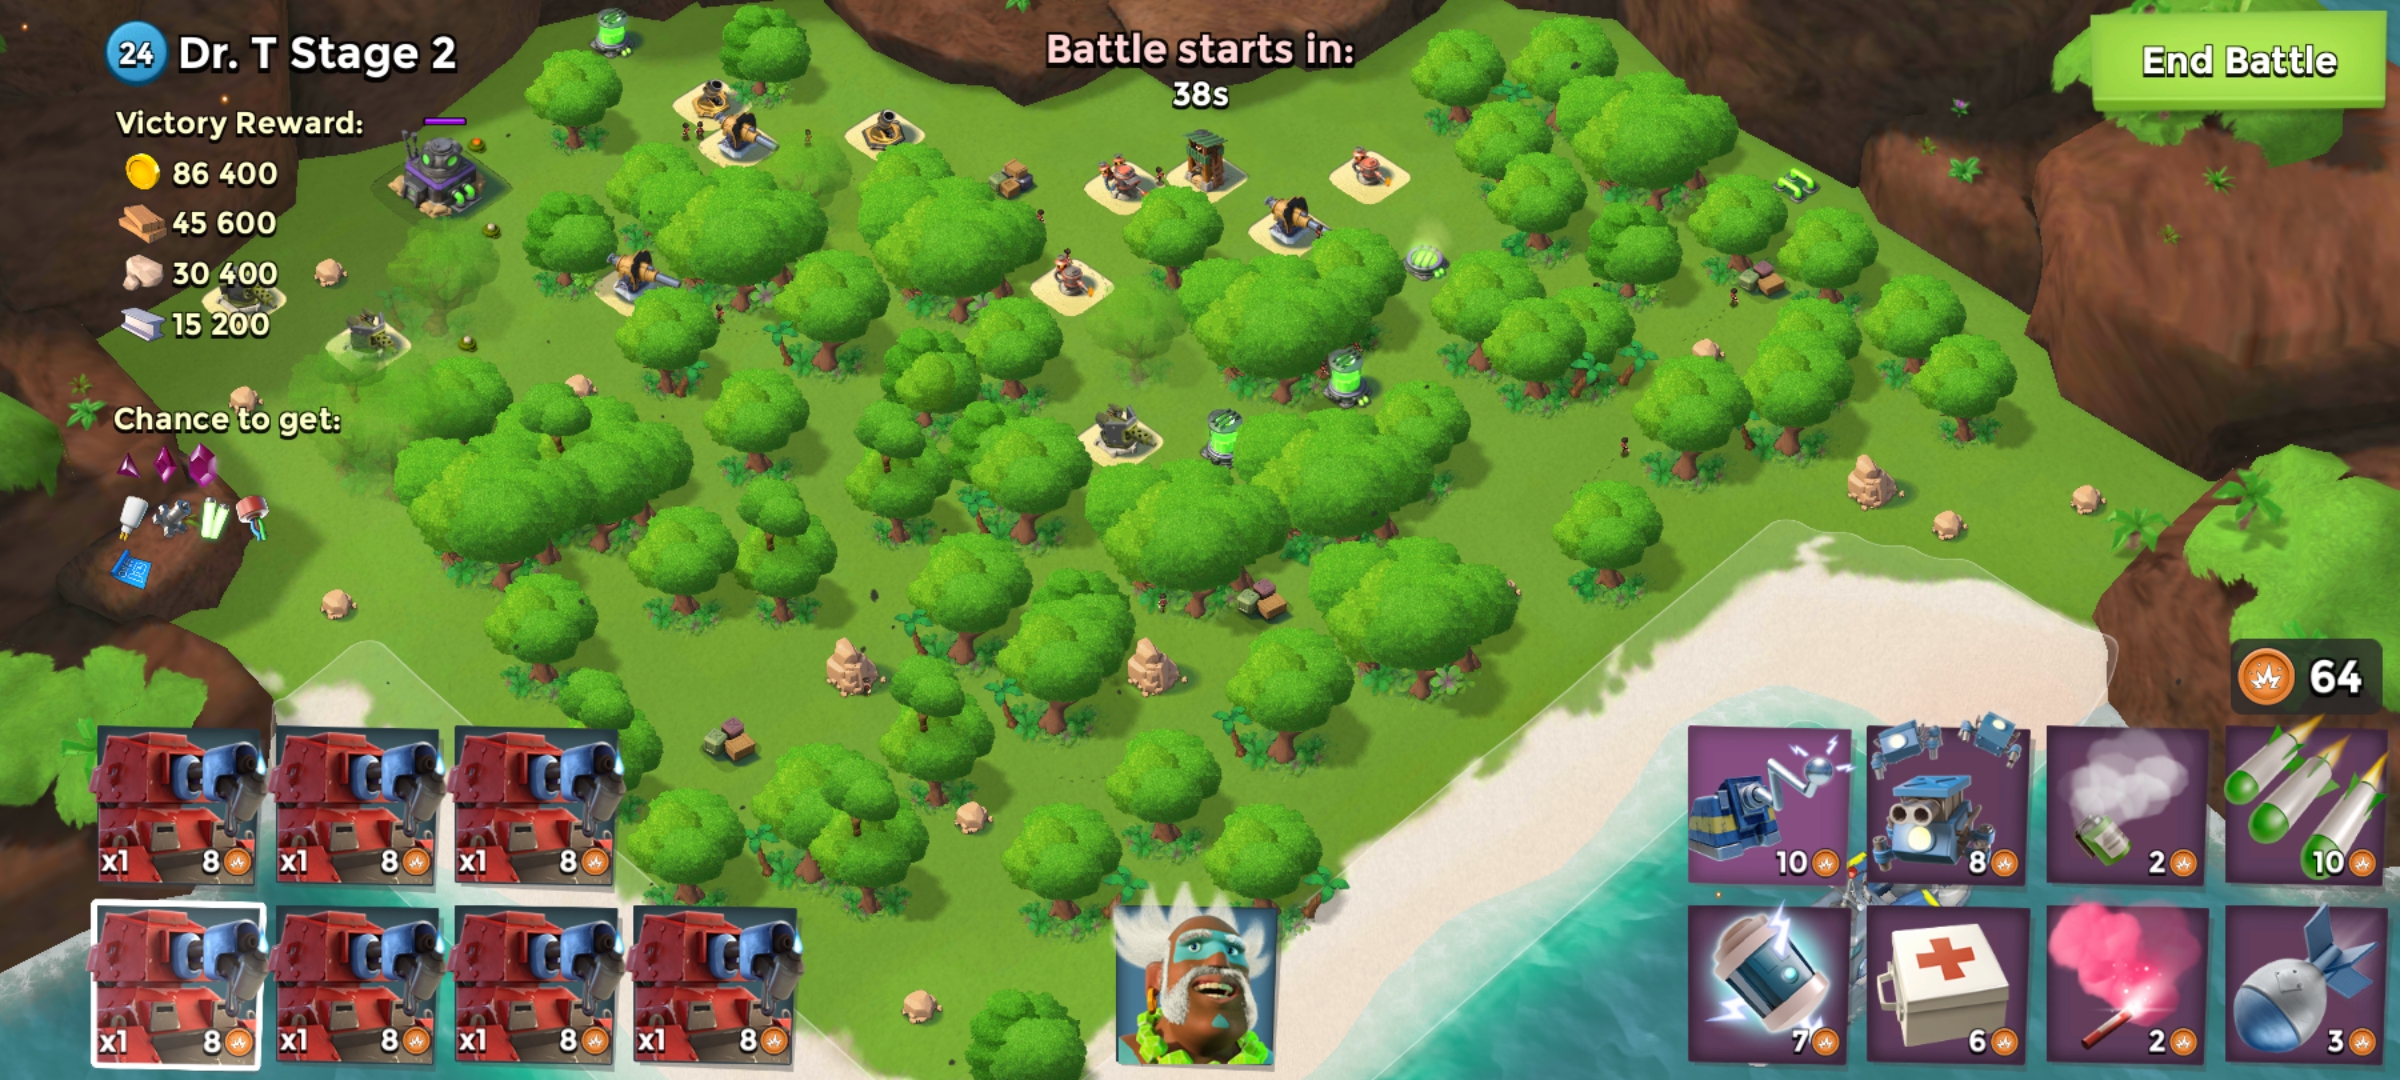 24 Dr. T Stage 2
Battle starts in:
38s
End Battle
Victory Reward:
86 400
45 600
30 400
15 200
Chance to get:
64
x1 8
x1 8
x1 8
10
8
2
10
x1 8
x1 8
x1 8
x1 8
7
6
2
3